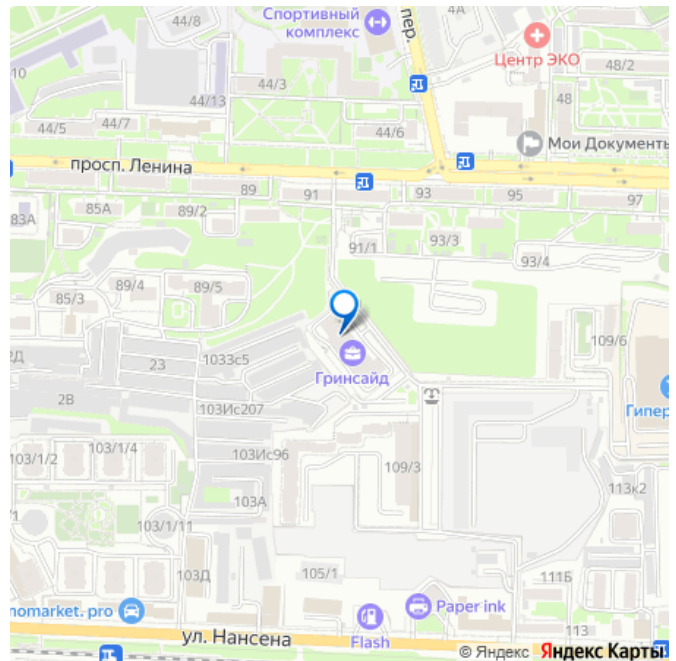 44/8
Спортивный
комплекс
пер.
4А
Центр ЭКО
48/2
10
44/3
44/13
48
44/5
44/7
44/6
Мои Документы
просп. Ленина
89
91
93
95
97
83А
85А
89/2
91/1
93/3
93/4
85/3
89/4
89/5
109/6
2Д
23
1033с5
Гринсайд
2В
103Ис207
Гипер
103/1/2
103/1/4
103Ис96
109/3
103А
113к2
/1
103/1/11
103Д
105/1
111Б
nomarket. pro
Paper ink
113
ул. Нансена
Flash
© Яндекс Яндекс Карты